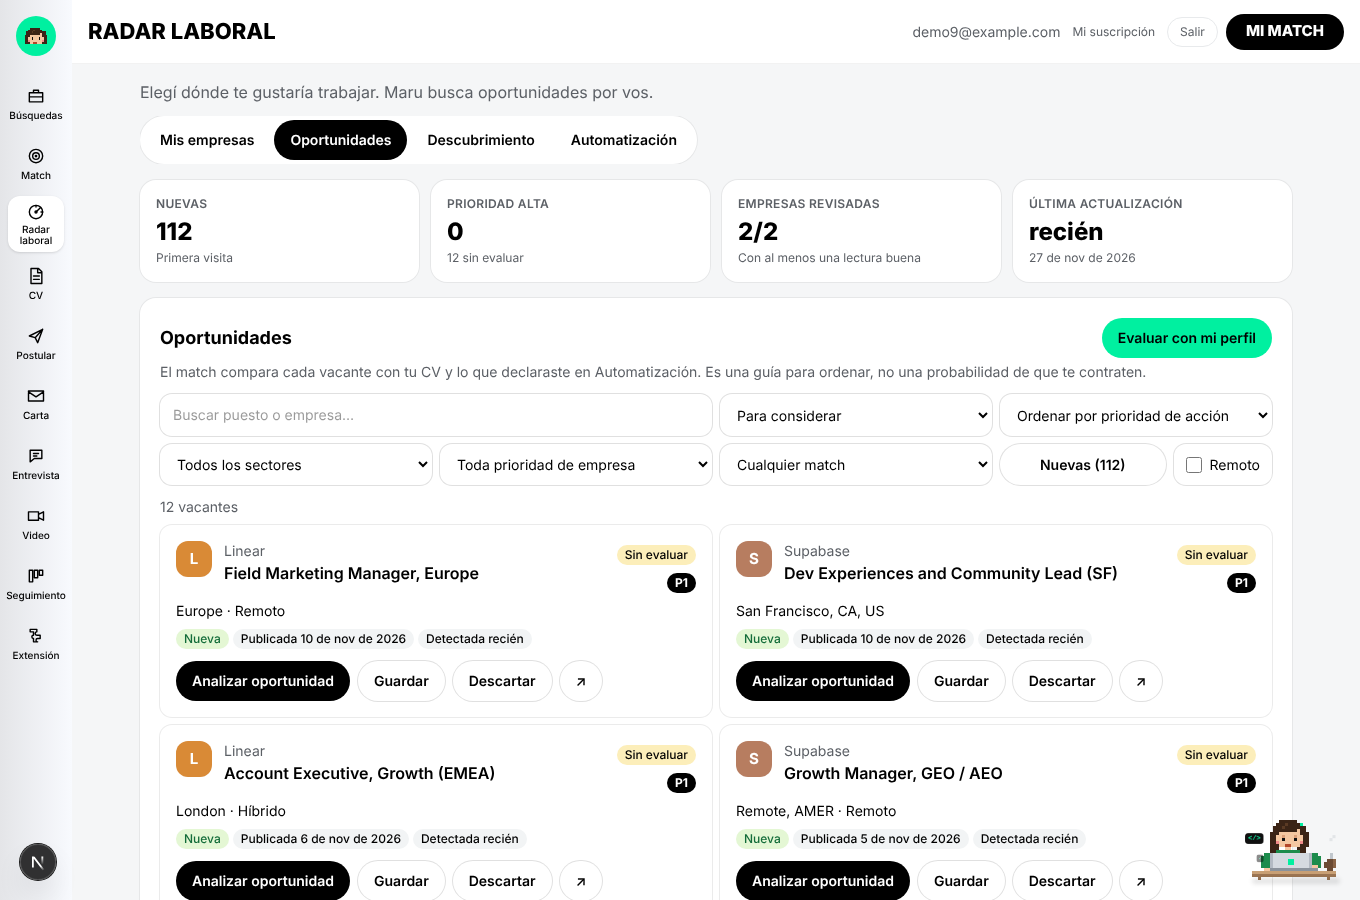 RADAR LABORAL
demo9@example.com
Mi suscripción
Salir
MI MATCH
Búsquedas
Match
Radar
laboral
CV
Postular
Carta
Entrevista
Video
Seguimiento
Extensión
N
Elegí dónde te gustaría trabajar. Maru busca oportunidades por vos.
Mis empresas
Oportunidades
Descubrimiento
Automatización
NUEVAS
112
Primera visita
PRIORIDAD ALTA
0
12 sin evaluar
EMPRESAS REVISADAS
2/2
Con al menos una lectura buena
ÚLTIMA ACTUALIZACIÓN
recién
27 de nov de 2026
Oportunidades
Evaluar con mi perfil
El match compara cada vacante con tu CV y lo que declaraste en Automatización. Es una guía para ordenar, no una probabilidad de que te contraten.
Buscar puesto o empresa...
Para considerar
Ordenar por prioridad de acción
Todos los sectores
Toda prioridad de empresa
Cualquier match
Nuevas (112)
Remoto
12 vacantes
L
Linear
Field Marketing Manager, Europe
Sin evaluar
P1
Europe · Remoto
Nueva
Publicada 10 de nov de 2026
Detectada recién
Analizar oportunidad
Guardar
Descartar
S
Supabase
Dev Experiences and Community Lead (SF)
Sin evaluar
P1
San Francisco, CA, US
Nueva
Publicada 10 de nov de 2026
Detectada recién
Analizar oportunidad
Guardar
Descartar
L
Linear
Account Executive, Growth (EMEA)
Sin evaluar
P1
London · Híbrido
Nueva
Publicada 6 de nov de 2026
Detectada recién
Analizar oportunidad
Guardar
Descartar
S
Supabase
Growth Manager, GEO / AEO
Sin evaluar
P1
Remote, AMER · Remoto
Nueva
Publicada 5 de nov de 2026
Detectada recién
Analizar oportunidad
Guardar
Descartar
</>